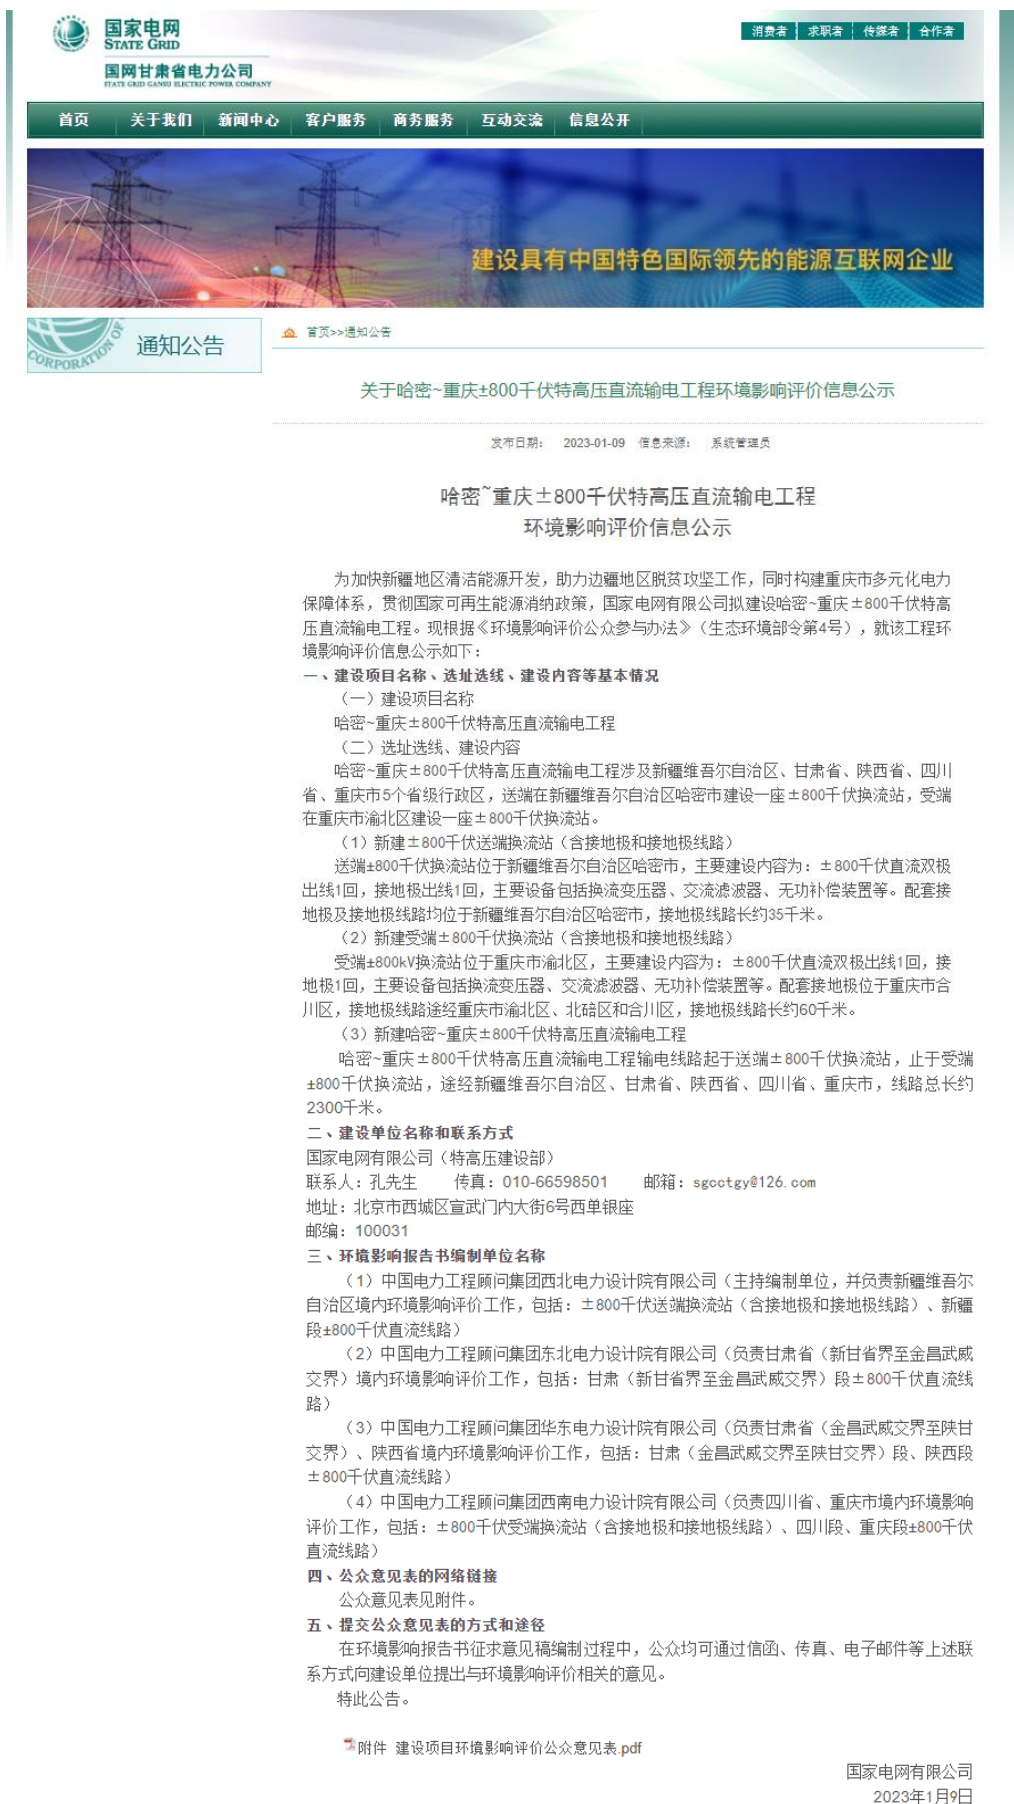 国家电网
STATE GRID
国网甘肃省电力公司
STATE GRID GANSU ELECTRIC POWER COMPANY
消费者 求职者 传媒者 合作者
首页 关于我们 新闻中心 客户服务 商务服务 互动交流 信息公开
建设具有中国特色国际领先的能源互联网企业
CORPORATION OF
通知公告
首页>>通知公告
关于哈密~重庆±800千伏特高压直流输电工程环境影响评价信息公示
发布日期： 2023-01-09 信息来源： 系统管理员
哈密~重庆±800千伏特高压直流输电工程
环境影响评价信息公示
为加快新疆地区清洁能源开发，助力边疆地区脱贫攻坚工作，同时构建重庆市多元化电力
保障体系，贯彻国家可再生能源消纳政策，国家电网有限公司拟建设哈密~重庆±800千伏特高
压直流输电工程。现根据《环境影响评价公众参与办法》（生态环境部令第4号），就该工程环
境影响评价信息公示如下：
一、建设项目名称、选址选线、建设内容等基本情况
（一）建设项目名称
哈密~重庆±800千伏特高压直流输电工程
（二）选址选线、建设内容
哈密~重庆±800千伏特高压直流输电工程涉及新疆维吾尔自治区、甘肃省、陕西省、四川
省、重庆市5个省级行政区，送端在新疆维吾尔自治区哈密市建设一座±800千伏换流站，受端
在重庆市渝北区建设一座±800千伏换流站。
（1）新建±800千伏送端换流站（含接地极和接地极线路）
送端±800千伏换流站位于新疆维吾尔自治区哈密市，主要建设内容为：±800千伏直流双极
出线1回，接地极出线1回，主要设备包括换流变压器、交流滤波器、无功补偿装置等。配套接
地极及接地极线路均位于新疆维吾尔自治区哈密市，接地极线路长约35千米。
（2）新建受端±800千伏换流站（含接地极和接地极线路）
受端±800kV换流站位于重庆市渝北区，主要建设内容为：±800千伏直流双极出线1回，接
地极1回，主要设备包括换流变压器、交流滤波器、无功补偿装置等。配套接地极位于重庆市合
川区，接地极线路途经重庆市渝北区、北碚区和合川区，接地极线路长约60千米。
（3）新建哈密~重庆±800千伏特高压直流输电工程
哈密~重庆±800千伏特高压直流输电工程输电线路起于送端±800千伏换流站，止于受端
±800千伏换流站，途经新疆维吾尔自治区、甘肃省、陕西省、四川省、重庆市，线路总长约
2300千米。
二、建设单位名称和联系方式
国家电网有限公司（特高压建设部）
联系人：孔先生 传真：010-66598501 邮箱：sgcctgy@126.com
地址：北京市西城区宣武门内大街6号西单银座
邮编：100031
三、环境影响报告书编制单位名称
（1）中国电力工程顾问集团西北电力设计院有限公司（主持编制单位，并负责新疆维吾尔
自治区境内环境影响评价工作，包括：±800千伏送端换流站（含接地极和接地极线路）、新疆
段±800千伏直流线路）
（2）中国电力工程顾问集团东北电力设计院有限公司（负责甘肃省（新甘省界至金昌武威
交界）境内环境影响评价工作，包括：甘肃（新甘省界至金昌武威交界）段±800千伏直流线
路）
（3）中国电力工程顾问集团华东电力设计院有限公司（负责甘肃省（金昌武威交界至陕甘
交界）、陕西省境内环境影响评价工作，包括：甘肃（金昌武威交界至陕甘交界）段、陕西段
±800千伏直流线路）
（4）中国电力工程顾问集团西南电力设计院有限公司（负责四川省、重庆市境内环境影响
评价工作，包括：±800千伏受端换流站（含接地极和接地极线路）、四川段、重庆段±800千伏
直流线路）
四、公众意见表的网络链接
公众意见表见附件。
五、提交公众意见表的方式和途径
在环境影响报告书征求意见稿编制过程中，公众均可通过信函、传真、电子邮件等上述联
系方式向建设单位提出与环境影响评价相关的意见。
特此公告。
附件 建设项目环境影响评价公众意见表.pdf
国家电网有限公司
2023年1月9日